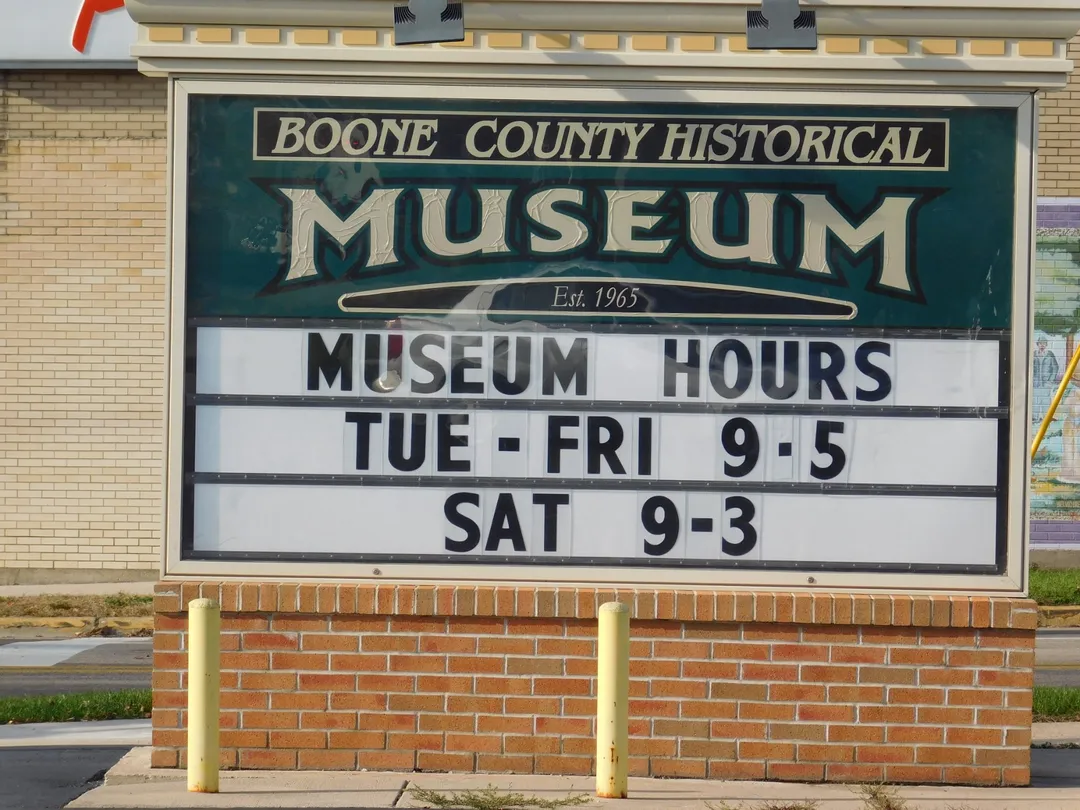 BOONE COUNTY HISTORICAL
MUSEUM
Est. 1965
MUSEUM HOURS
TUE-FRI 9-5
SAT 9-3